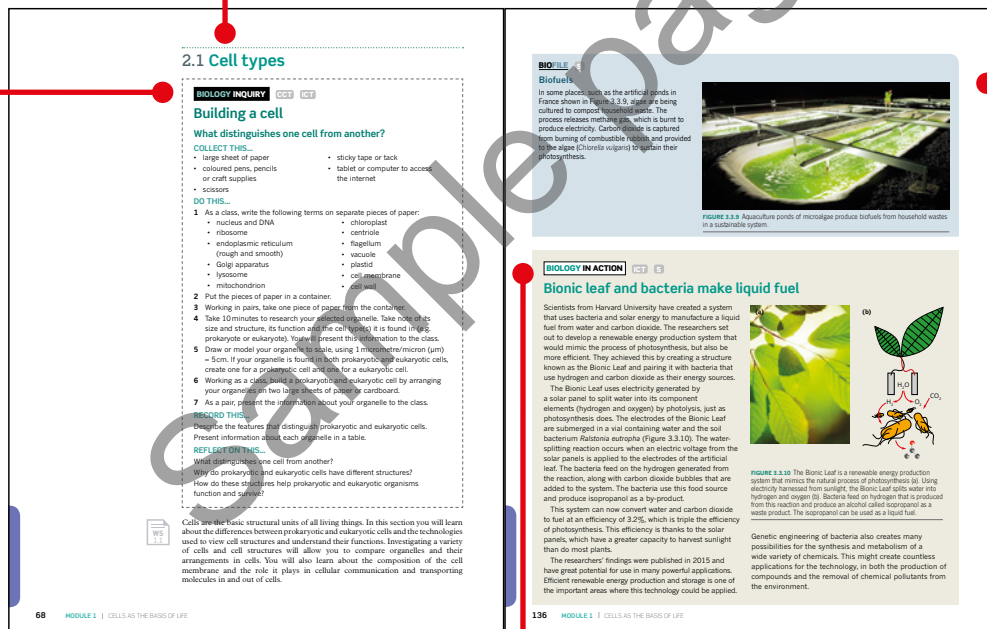 2.1 Cell types
BIOLOGY INQUIRY CCT ICT
Building a cell
What distinguishes one cell from another?
COLLECT THIS...
• large sheet of paper
• coloured pens, pencils
or craft supplies
• scissors
• sticky tape or tack
• tablet or computer to access
the internet
DO THIS...
1 As a class, write the following terms on separate pieces of paper:
• nucleus and DNA
• ribosome
• endoplasmic reticulum
(rough and smooth)
• Golgi apparatus
• lysosome
• mitochondrion
• chloroplast
• centriole
• flagellum
• vacuole
• plastid
• cell membrane
• cell wall
2 Put the pieces of paper in a container.
3 Working in pairs, take one piece of paper from the container.
4 Take 10 minutes to research your selected organelle. Take note of its
size and structure, its function and the cell type(s) it is found in (e.g.
prokaryote or eukaryote). You will present this information to the class.
5 Draw or model your organelle to scale, using 1 micrometre/micron (µm)
= 5cm. If your organelle is found in both prokaryotic and eukaryotic cells,
create one for a prokaryotic cell and one for a eukaryotic cell.
6 Working as a class, build a prokaryotic and eukaryotic cell by arranging
your organelles on two large sheets of paper or cardboard.
7 As a pair, present the information about your organelle to the class.
RECORD THIS...
Describe the features that distinguish prokaryotic and eukaryotic cells.
Present information about each organelle in a table.
REFLECT ON THIS...
What distinguishes one cell from another?
Why do prokaryotic and eukaryotic cells have different structures?
How do these structures help prokaryotic and eukaryotic organisms
function and survive?
WS
1.1
Cells are the basic structural units of all living things. In this section you will learn
about the differences between prokaryotic and eukaryotic cells and the technologies
used to view cell structures and understand their functions. Investigating a variety
of cells and cell structures will allow you to compare organelles and their
arrangements in cells. You will also learn about the composition of the cell
membrane and the role it plays in cellular communication and transporting
molecules in and out of cells.
68 MODULE 1 | CELLS AS THE BASIS OF LIFE
BIOFILE S
Biofuels
In some places, such as the artificial ponds in
France shown in Figure 3.3.9, algae are being
cultured to compost household waste. The
process releases methane gas, which is burnt to
produce electricity. Carbon dioxide is captured
from burning of combustible rubbish and provided
to the algae (Chlorella vulgaris) to sustain their
photosynthesis.
FIGURE 3.3.9 Aquaculture ponds of microalgae produce biofuels from household wastes
in a sustainable system.
BIOLOGY IN ACTION ICT S
Bionic leaf and bacteria make liquid fuel
Scientists from Harvard University have created a system
that uses bacteria and solar energy to manufacture a liquid
fuel from water and carbon dioxide. The researchers set
out to develop a renewable energy production system that
would mimic the process of photosynthesis, but also be
more efficient. They achieved this by creating a structure
known as the Bionic Leaf and pairing it with bacteria that
use hydrogen and carbon dioxide as their energy sources.
The Bionic Leaf uses electricity generated by
a solar panel to split water into its component
elements (hydrogen and oxygen) by photolysis, just as
photosynthesis does. The electrodes of the Bionic Leaf
are submerged in a vial containing water and the soil
bacterium Ralstonia eutropha (Figure 3.3.10). The water-
splitting reaction occurs when an electric voltage from the
solar panels is applied to the electrodes of the artificial
leaf. The bacteria feed on the hydrogen generated from
the reaction, along with carbon dioxide bubbles that are
added to the system. The bacteria use this food source
and produce isopropanol as a by-product.
This system can now convert water and carbon dioxide
to fuel at an efficiency of 3.2%, which is triple the efficiency
of photosynthesis. This efficiency is thanks to the solar
panels, which have a greater capacity to harvest sunlight
than do most plants.
The researchers' findings were published in 2015 and
have great potential for use in many powerful applications.
Efficient renewable energy production and storage is one of
the important areas where this technology could be applied.
(a)
(b)
H₂O
H₂
O₂
CO₂
FIGURE 3.3.10 The Bionic Leaf is a renewable energy production
system that mimics the natural process of photosynthesis (a). Using
electricity harnessed from sunlight, the Bionic Leaf splits water into
hydrogen and oxygen (b). Bacteria feed on hydrogen that is produced
from this reaction and produce an alcohol called isopropanol as a
waste product. The isopropanol can be used as a liquid fuel.
Genetic engineering of bacteria also creates many
possibilities for the synthesis and metabolism of a
wide variety of chemicals. This might create countless
applications for the technology, in both the production of
compounds and the removal of chemical pollutants from
the environment.
136 MODULE 1 | CELLS AS THE BASIS OF LIFE
Sample pag